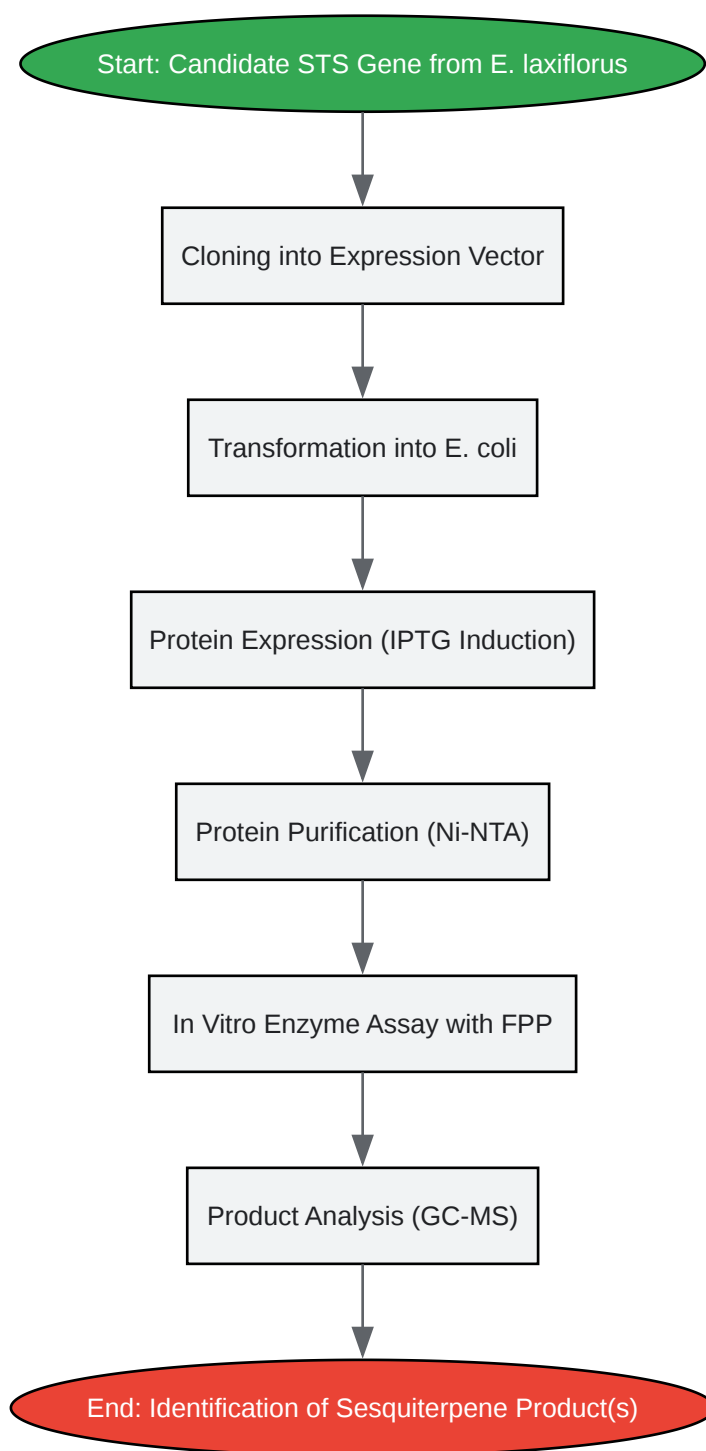 Start: Candidate STS Gene from E. laxiflorus
Cloning into Expression Vector
Transformation into E. coli
Protein Expression (IPTG Induction)
Protein Purification (Ni-NTA)
In Vitro Enzyme Assay with FPP
Product Analysis (GC-MS)
End: Identification of Sesquiterpene Product(s)